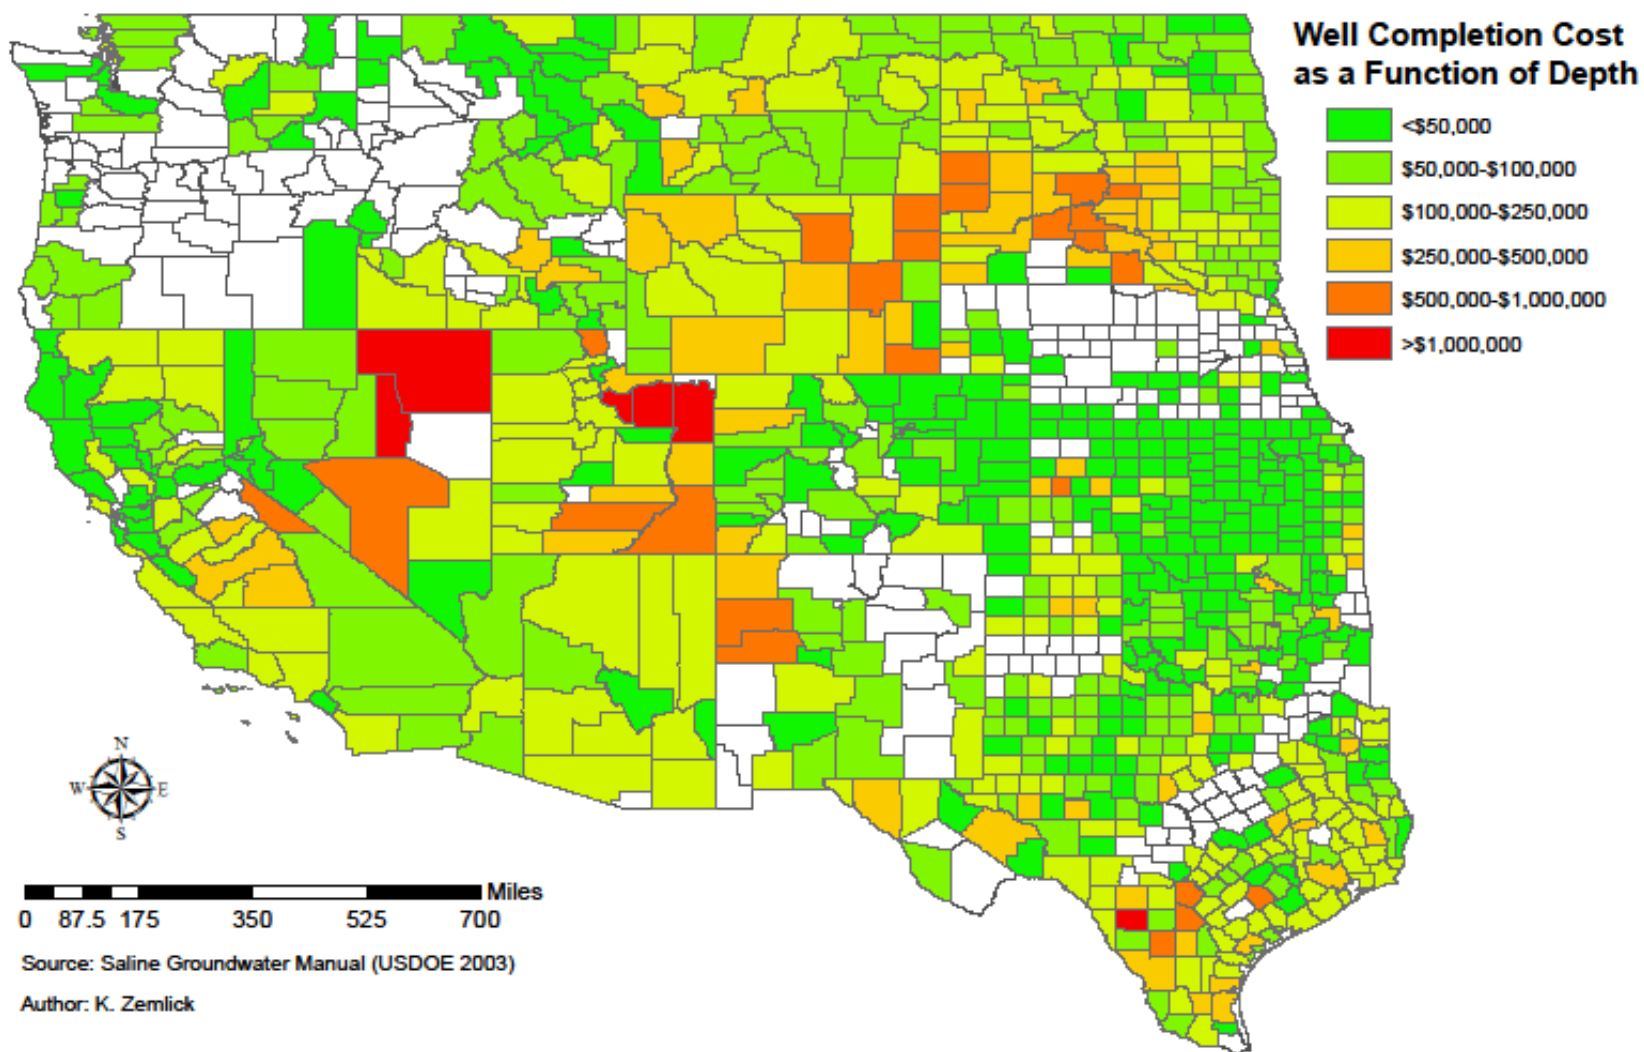 Well Completion Cost
as a Function of Depth
<$50,000
$50,000-$100,000
$100,000-$250,000
$250,000-$500,000
$500,000-$1,000,000
>$1,000,000
N
W E
S
Miles
0 87.5 175 350 525 700
Source: Saline Groundwater Manual (USDOE 2003)
Author: K. Zemlick